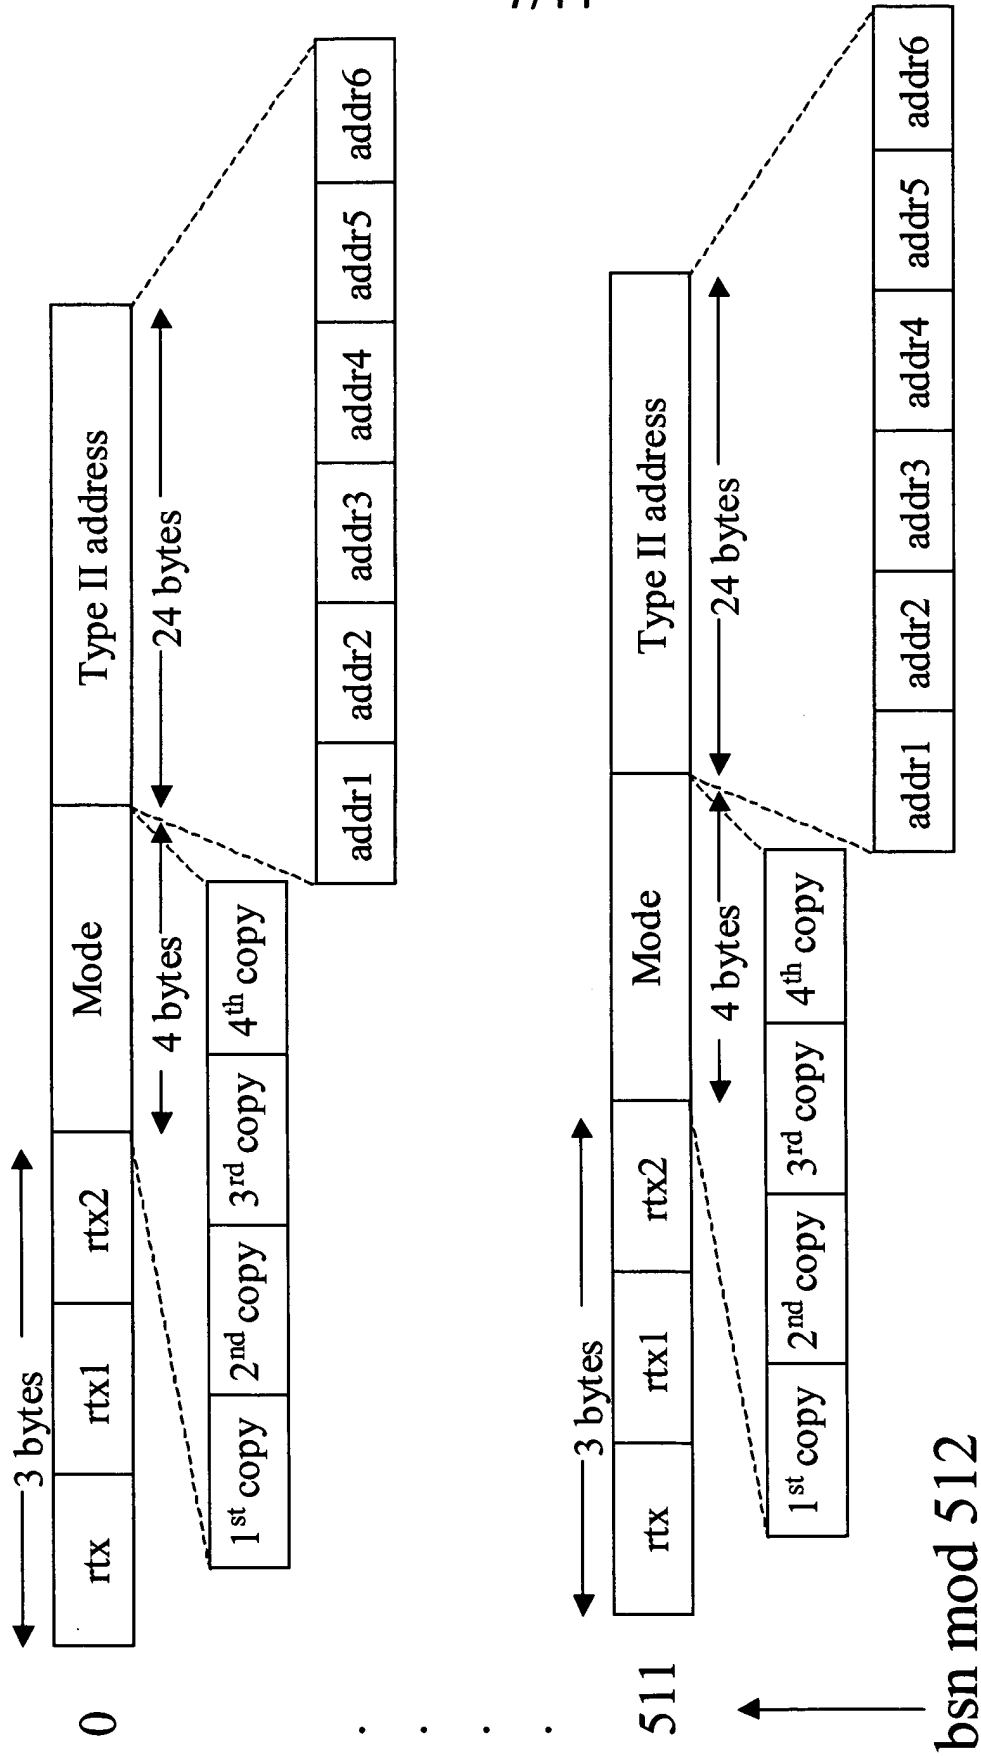 3 bytes
0 rtx rtx1 rtx2 Mode Type II address
4 bytes 24 bytes
1st copy 2nd copy 3rd copy 4th copy
addr1 addr2 addr3 addr4 addr5 addr6
. . . .
3 bytes
511 rtx rtx1 rtx2 Mode Type II address
4 bytes 24 bytes
1st copy 2nd copy 3rd copy 4th copy
addr1 addr2 addr3 addr4 addr5 addr6
bsn mod 512